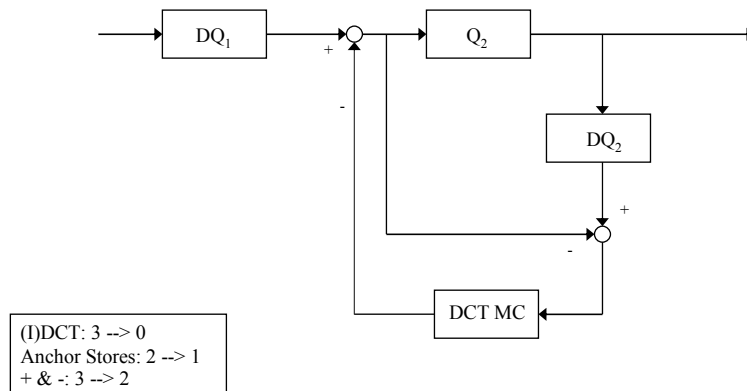 DQ₁
+
Q₂
-
DQ₂
+
-
DCT MC
(I)DCT: 3 --> 0
Anchor Stores: 2 --> 1
+ & -: 3 --> 2